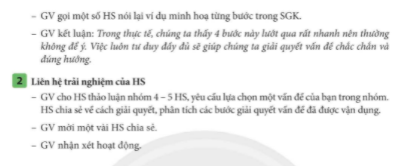 – GV gọi một số HS nói lại ví dụ minh hoạ từng bước trong SGK.
– GV kết luận: Trong thực tế, chúng ta thấy 4 bước này lướt qua rất nhanh nên thường
không để ý. Việc luôn tư duy đầy đủ sẽ giúp chúng ta giải quyết vấn đề chắc chắn và
đúng hướng.
2 Liên hệ trải nghiệm của HS
– GV cho HS thảo luận nhóm 4 – 5 HS, yêu cầu lựa chọn một vấn đề của bạn trong nhóm.
HS chia sẻ về cách giải quyết, phân tích các bước giải quyết vấn đề đã được vận dụng.
– GV mời một vài HS chia sẻ.
– GV nhận xét hoạt động.